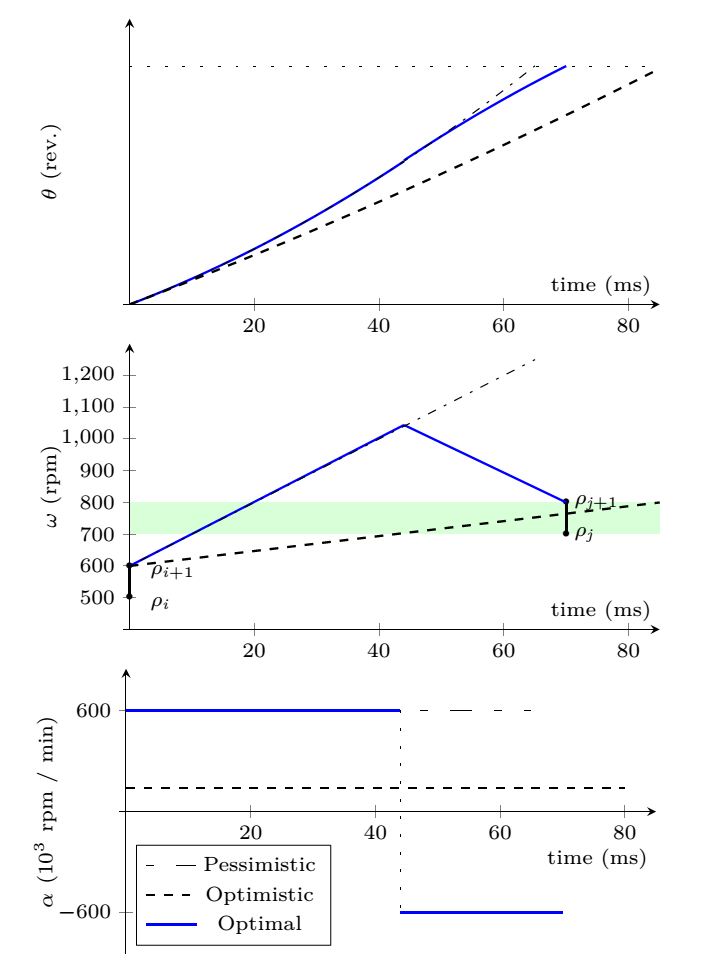 θ (rev.)
time (ms)
20 40 60 80
1,200
1,100
1,000
900
800
700
600
500
ω (rpm)
ρ_{j+1}
ρ_j
ρ_{i+1}
ρ_i
time (ms)
20 40 60 80
600
−600
α (10³ rpm / min)
20 40 60 80
time (ms)
Pessimistic
Optimistic
Optimal